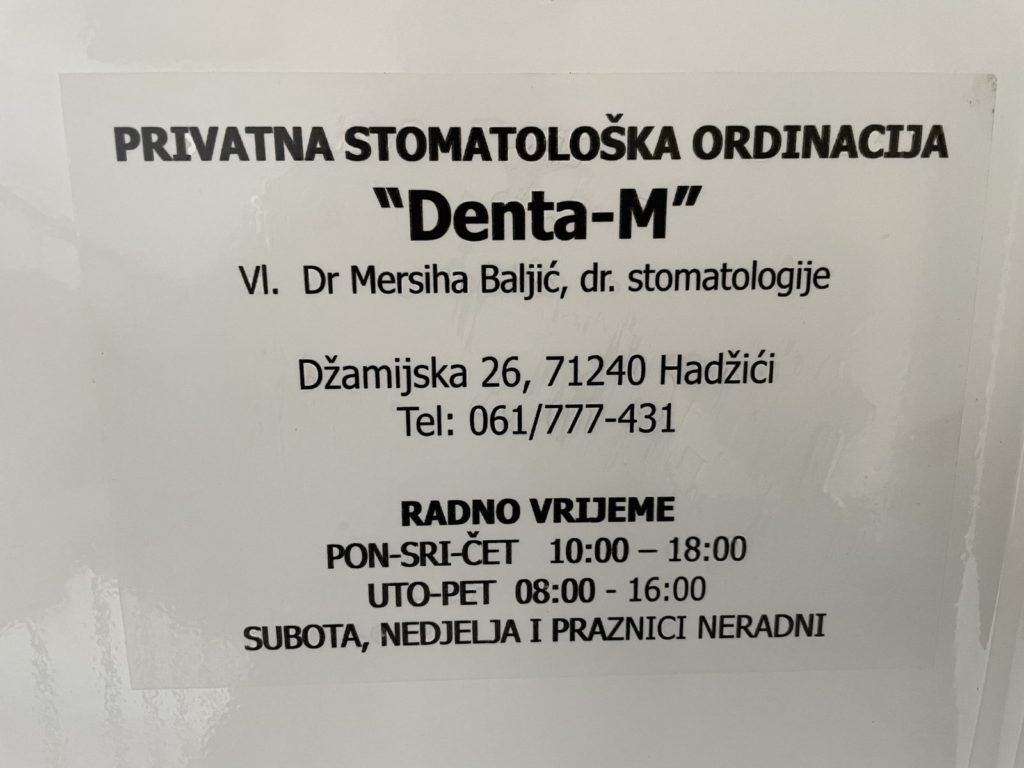 PRIVATNA STOMATOLOŠKA ORDINACIJA
"Denta-M"
Vl. Dr Mersiha Baljić, dr. stomatologije
Džamijska 26, 71240 Hadžići
Tel: 061/777-431
RADNO VRIJEME
PON-SRI-ČET 10:00 – 18:00
UTO-PET 08:00 - 16:00
SUBOTA, NEDJELJA I PRAZNICI NERADNI